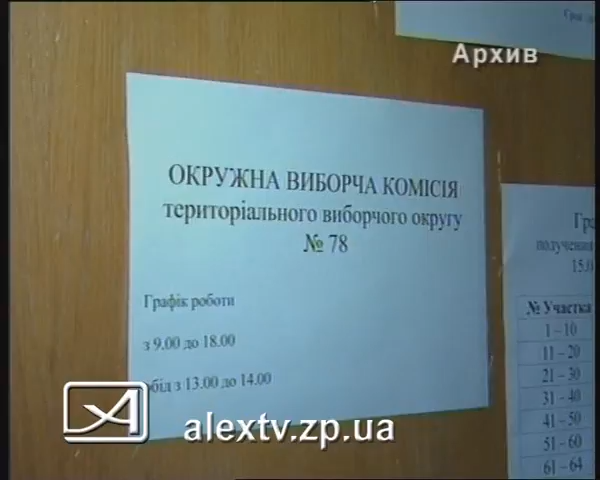 Архив
ОКРУЖНА ВИБОРЧА КОМІСІЯ
територіального виборчого округу
№ 78
Графік роботи
з 9.00 до 18.00
обід з 13.00 до 14.00
получения
№ Участка
1 – 10
11 – 20
21 – 30
31 – 40
41 – 50
51 – 60
61 – 64
alextv.zp.ua